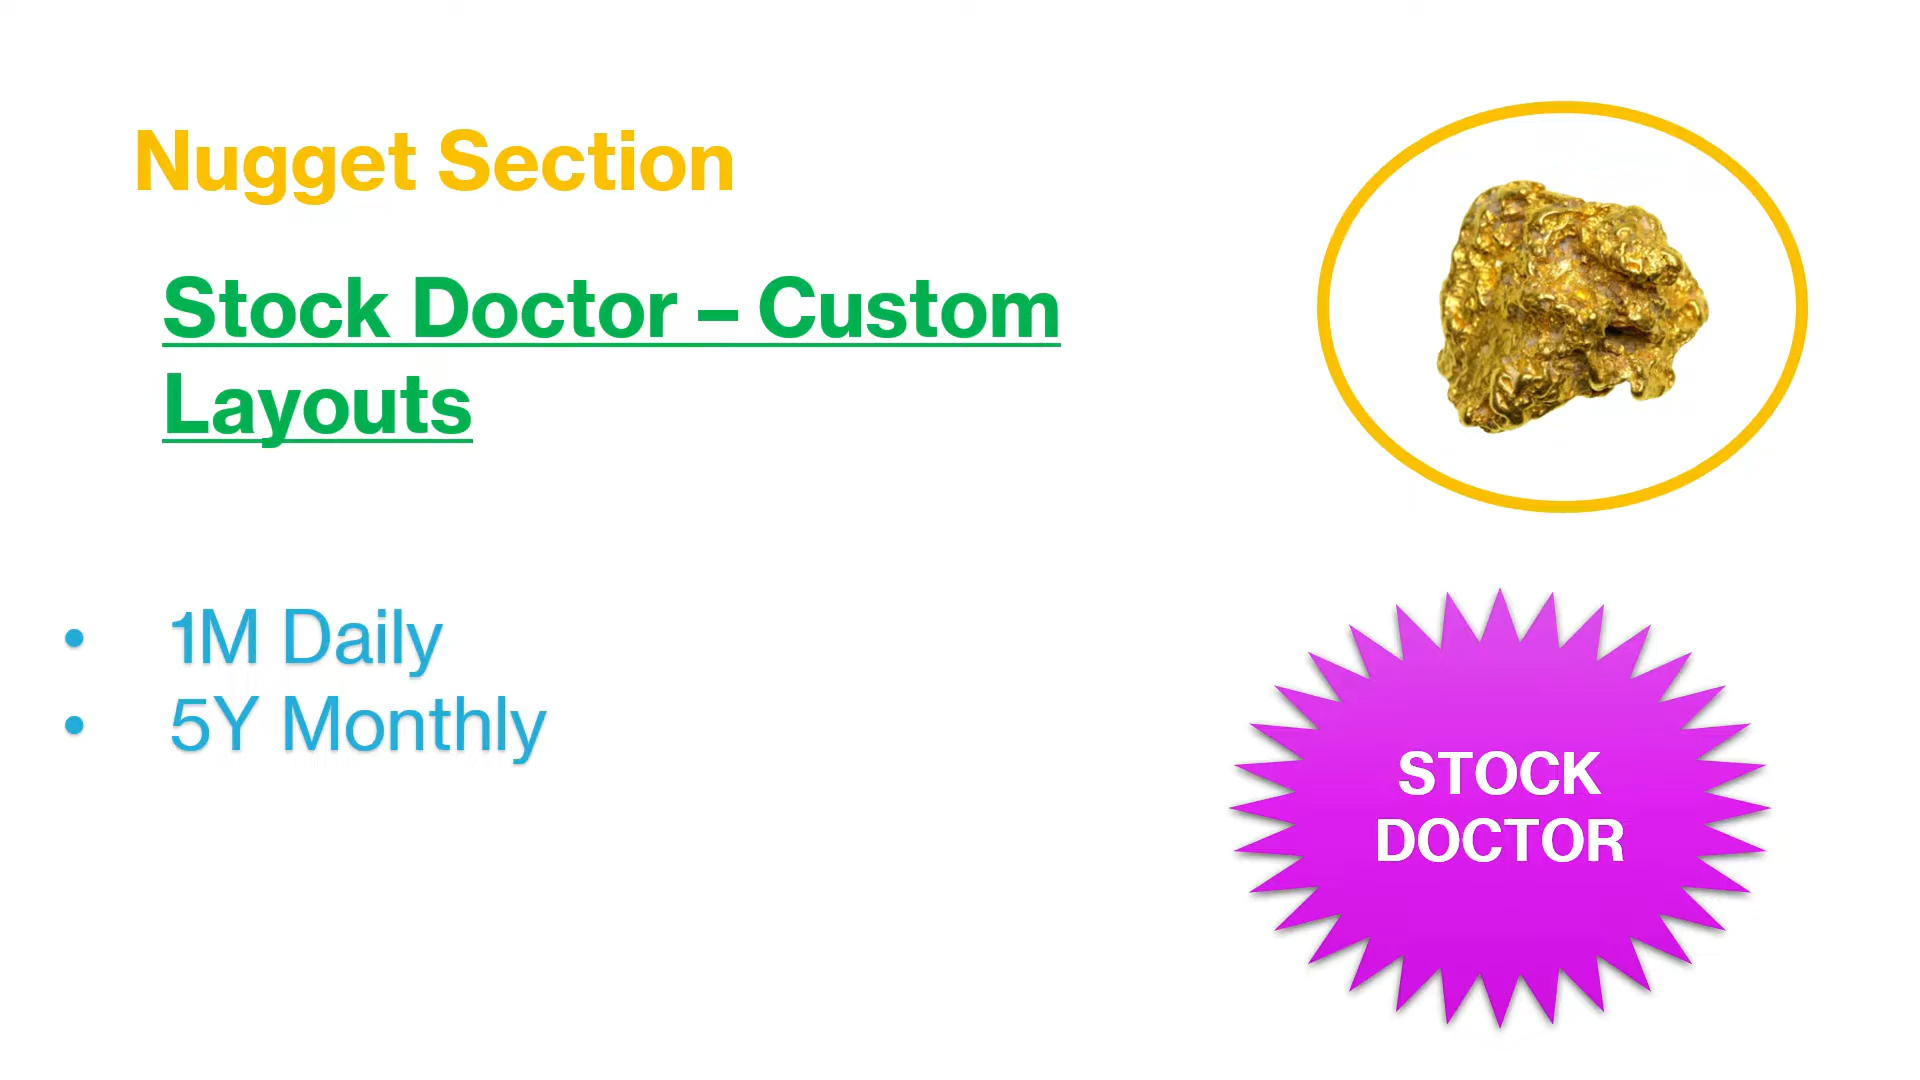 Nugget Section
Stock Doctor – Custom
Layouts
• 1M Daily
• 5Y Monthly
STOCK
DOCTOR